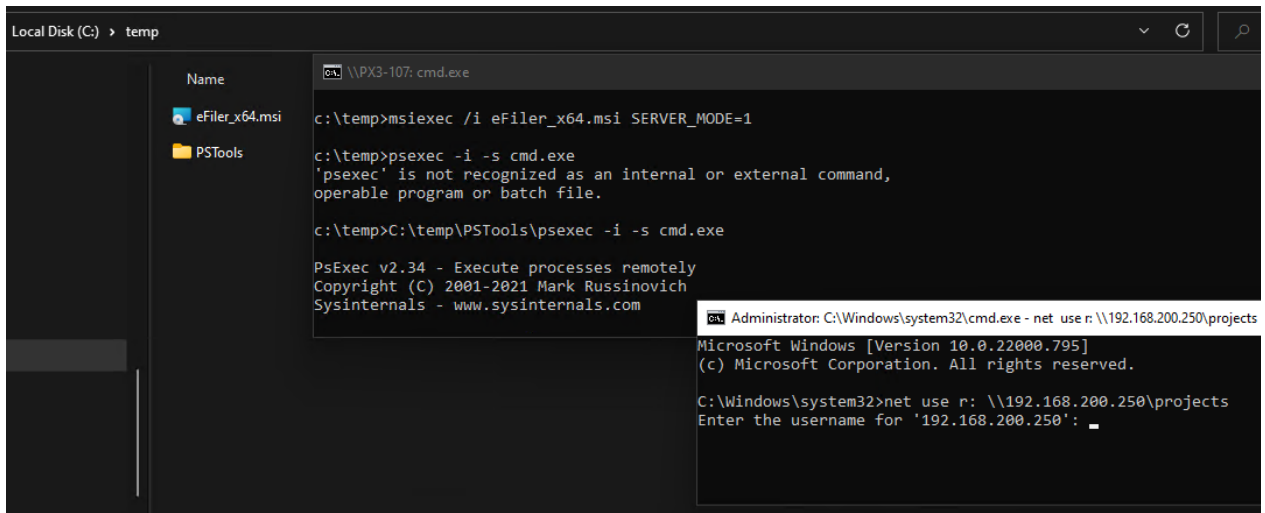 Local Disk (C:) > temp
Name
eFiler_x64.msi
PSTools
\\PX3-107: cmd.exe
c:\temp>msiexec /i eFiler_x64.msi SERVER_MODE=1
c:\temp>psexec -i -s cmd.exe
'psexec' is not recognized as an internal or external command,
operable program or batch file.
c:\temp>C:\temp\PSTools\psexec -i -s cmd.exe
PsExec v2.34 - Execute processes remotely
Copyright (C) 2001-2021 Mark Russinovich
Sysinternals - www.sysinternals.com
Administrator: C:\Windows\system32\cmd.exe - net  use r: \\192.168.200.250\projects
Microsoft Windows [Version 10.0.22000.795]
(c) Microsoft Corporation. All rights reserved.
C:\Windows\system32>net use r: \\192.168.200.250\projects
Enter the username for '192.168.200.250': _